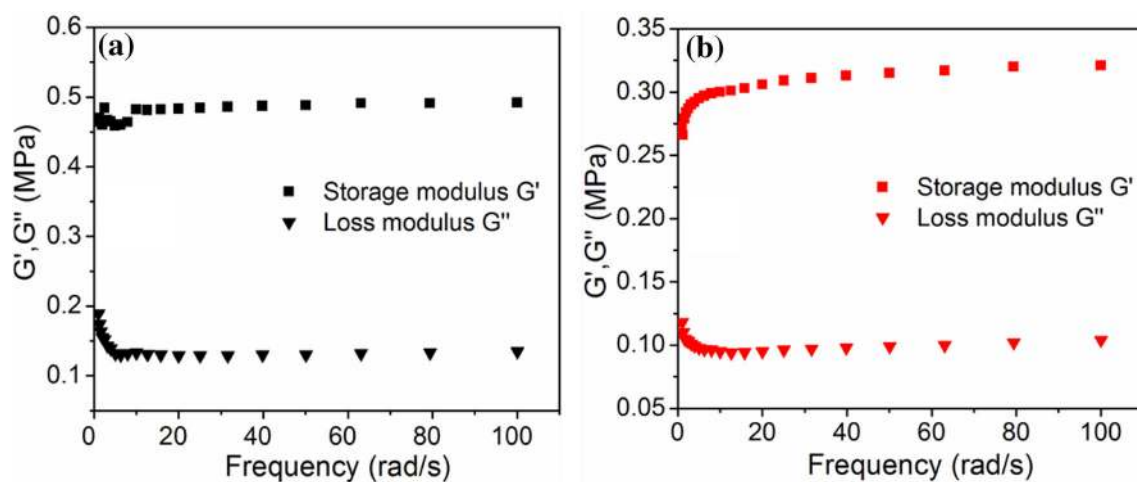 (a)
0.6
0.5
0.4
0.3
0.2
0.1
G',G" (MPa)
Storage modulus G'
Loss modulus G"
0 20 40 60 80 100
Frequency (rad/s)
(b)
0.35
0.30
0.25
0.20
0.15
0.10
0.05
G',G" (MPa)
Storage modulus G'
Loss modulus G"
0 20 40 60 80 100
Frequency (rad/s)